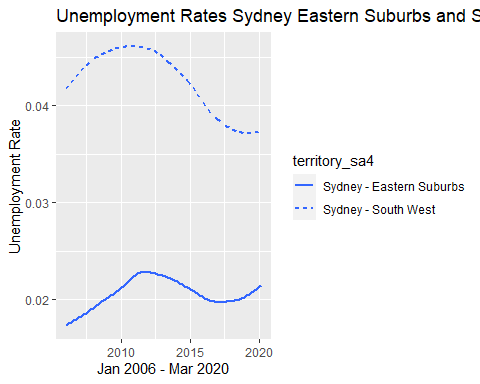 Unemployment Rates Sydney Eastern Suburbs and S
0.04
0.03
0.02
Unemployment Rate
2010
2015
2020
Jan 2006 - Mar 2020
territory_sa4
Sydney - Eastern Suburbs
Sydney - South West